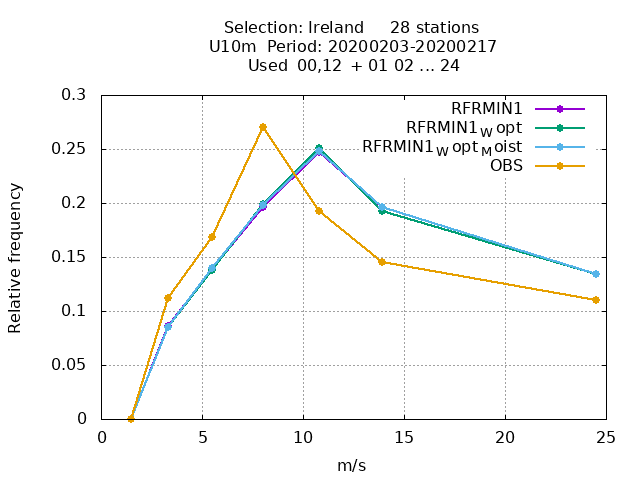 Selection: Ireland 28 stations
U10m Period: 20200203-20200217
Used 00,12 + 01 02 ... 24
0.3
0.25
0.2
0.15
0.1
0.05
0
Relative frequency
RFRMIN1
RFRMIN1_W opt
RFRMIN1_W opt_M oist
OBS
0 5 10 15 20 25
m/s